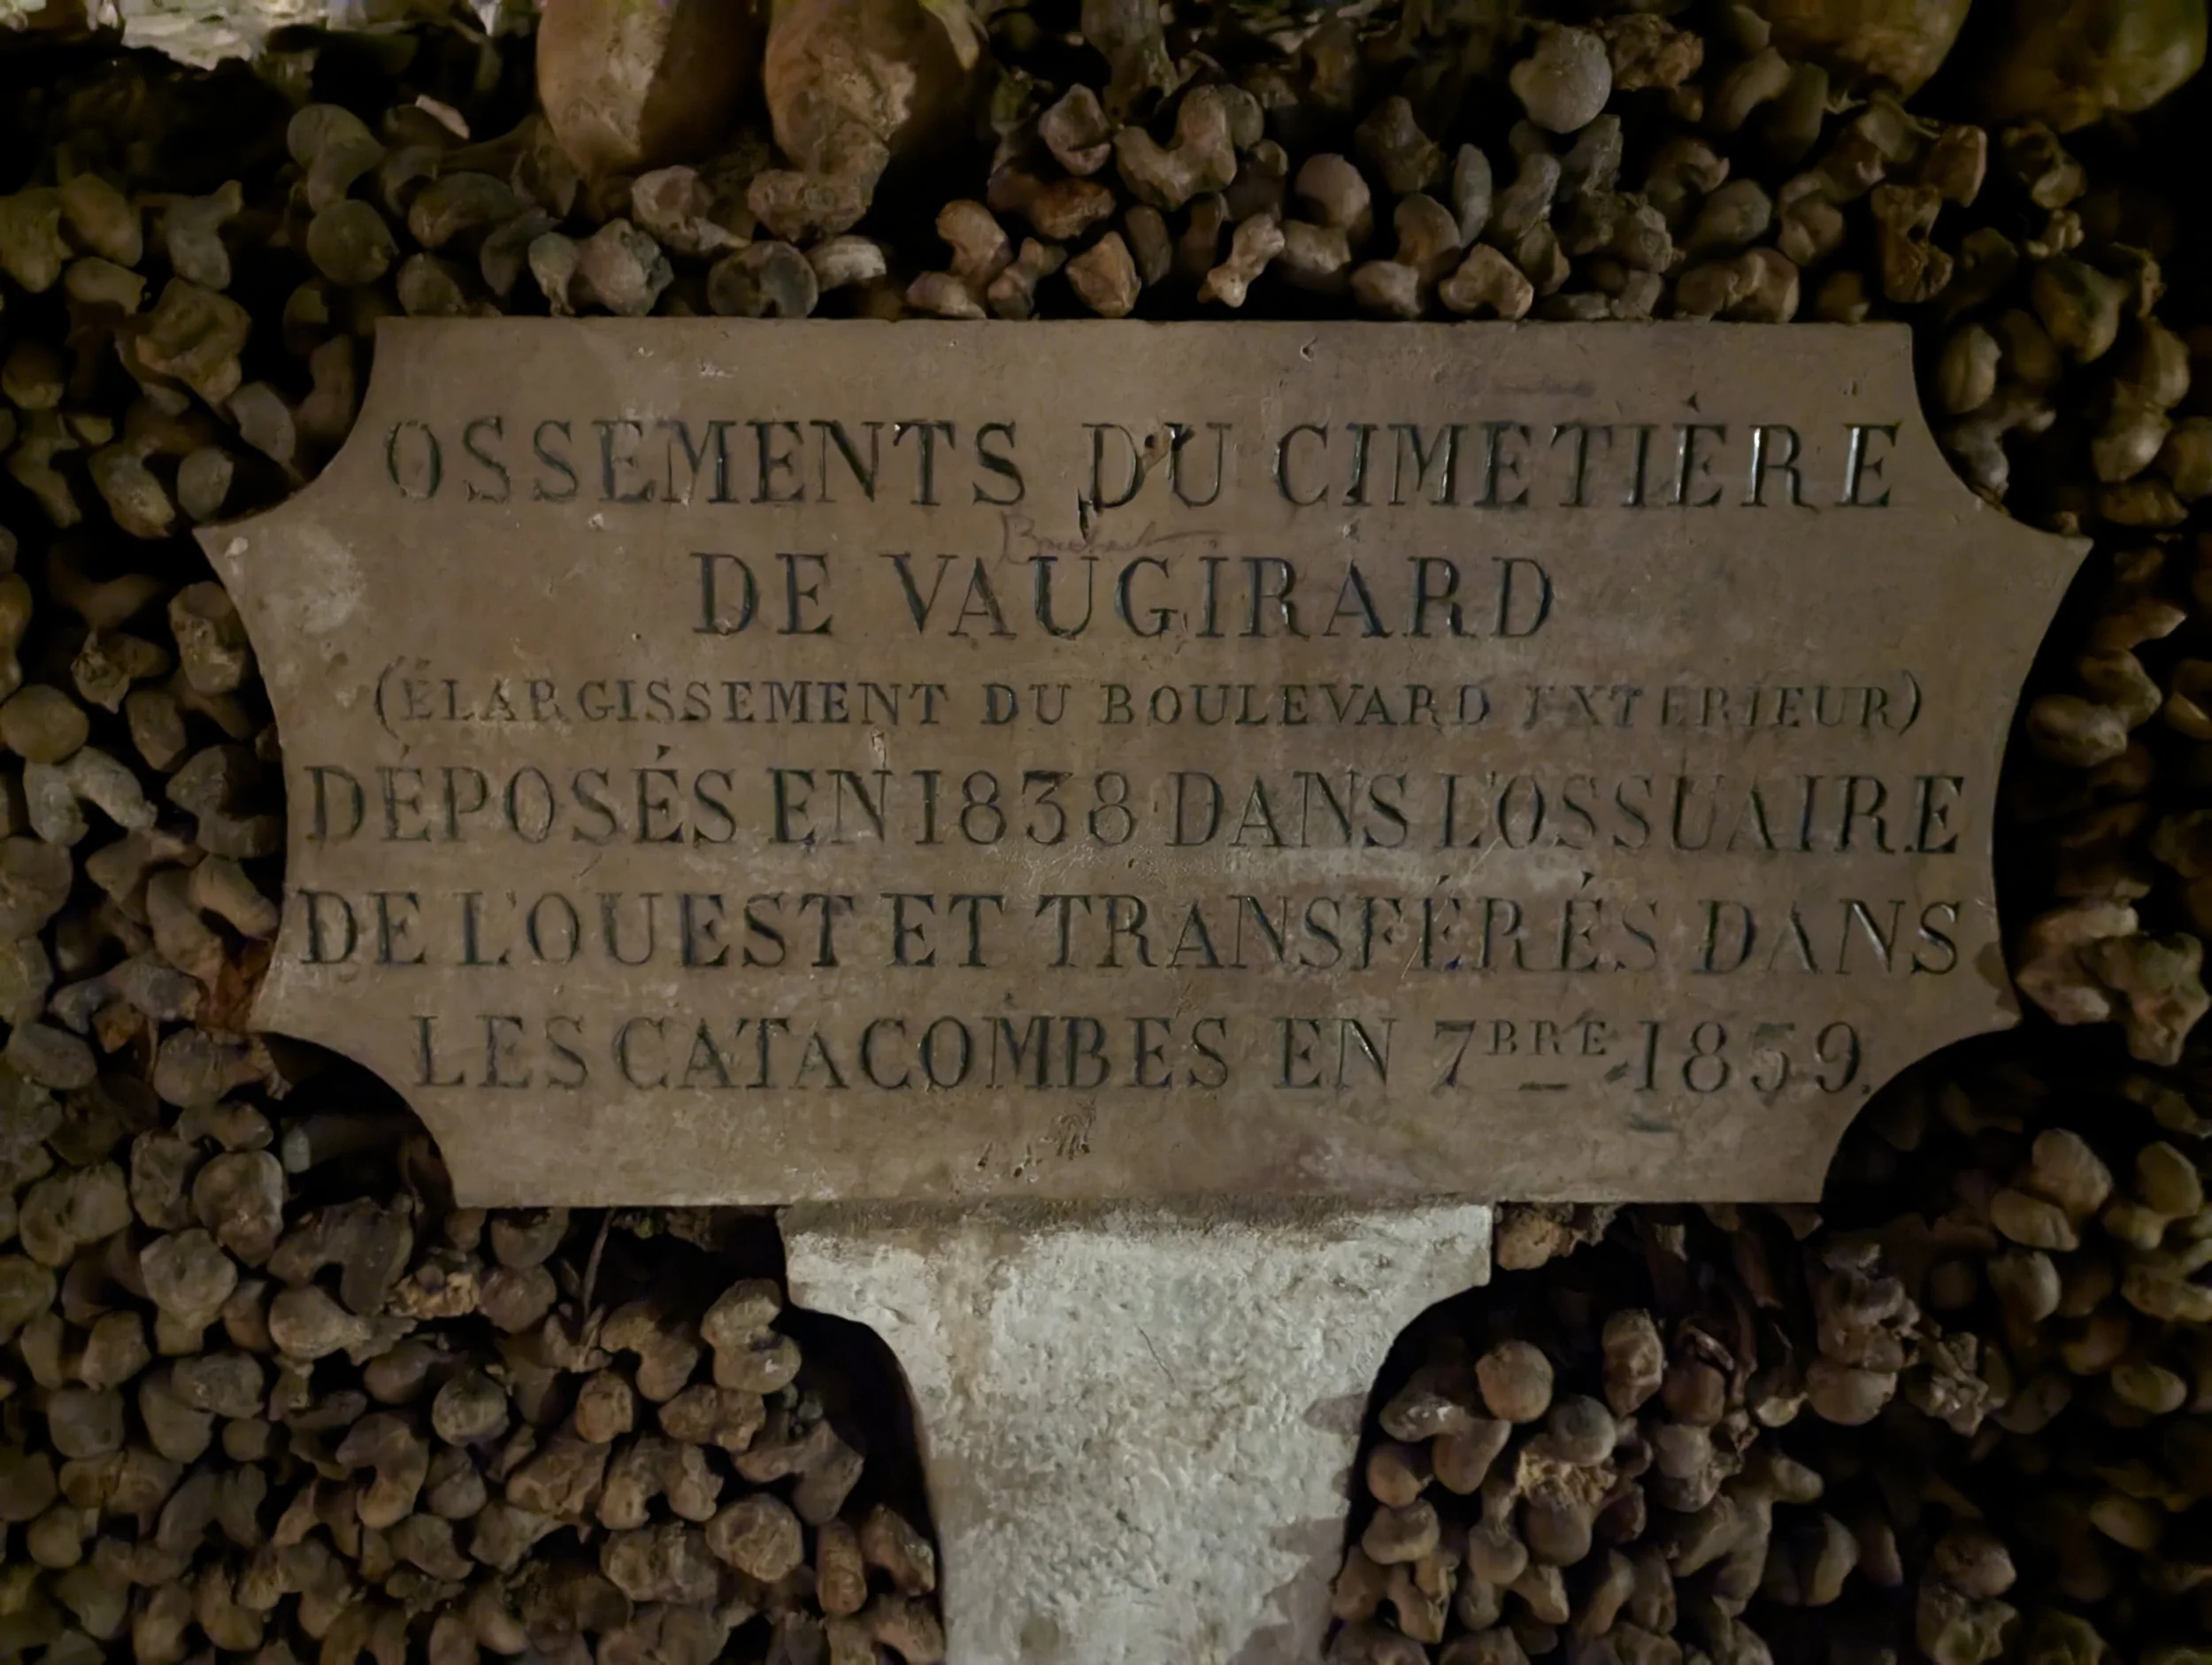 OSSEMENTS DU CIMETIÈRE
DE VAUGIRARD
(ÉLARGISSEMENT DU BOULEVARD EXTERIEUR)
DÉPOSÉS EN 1838 DANS L'OSSUAIRE
DE L'OUEST ET TRANSFÉRÉS DANS
LES CATACOMBES EN 7BRE 1859.